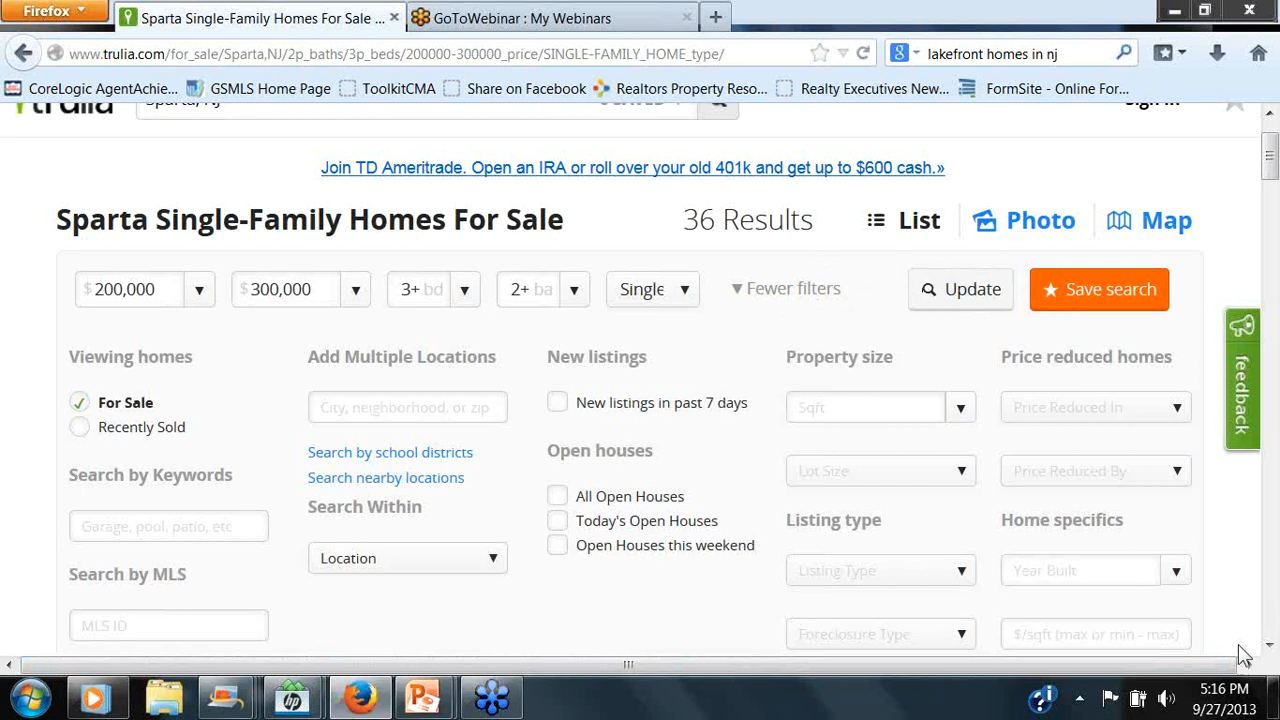 Firefox
Sparta Single-Family Homes For Sale ...
GoToWebinar : My Webinars
www.trulia.com/for_sale/Sparta,NJ/2p_baths/3p_beds/200000-300000_price/SINGLE-FAMILY_HOME_type/
lakefront homes in nj
CoreLogic AgentAchie...
GSMLS Home Page
ToolkitCMA
Share on Facebook
Realtors Property Reso...
Realty Executives New...
FormSite - Online For...
trulia
Sparta, NJ
Sign In
Join TD Ameritrade. Open an IRA or roll over your old 401k and get up to $600 cash.»
Sparta Single-Family Homes For Sale
36 Results
List
Photo
Map
$ 200,000
$ 300,000
3+ bd
2+ ba
Single
Fewer filters
Update
Save search
Viewing homes
Add Multiple Locations
New listings
Property size
Price reduced homes
For Sale
City, neighborhood, or zip
New listings in past 7 days
Sqft
Price Reduced In
Recently Sold
Search by school districts
Open houses
Search by Keywords
Search nearby locations
Lot Size
Price Reduced By
Garage, pool, patio, etc
Search Within
All Open Houses
Today's Open Houses
Listing type
Home specifics
Open Houses this weekend
Location
Listing Type
Year Built
Search by MLS
MLS ID
Foreclosure Type
$/sqft (max or min - max)
feedback
5:16 PM
9/27/2013